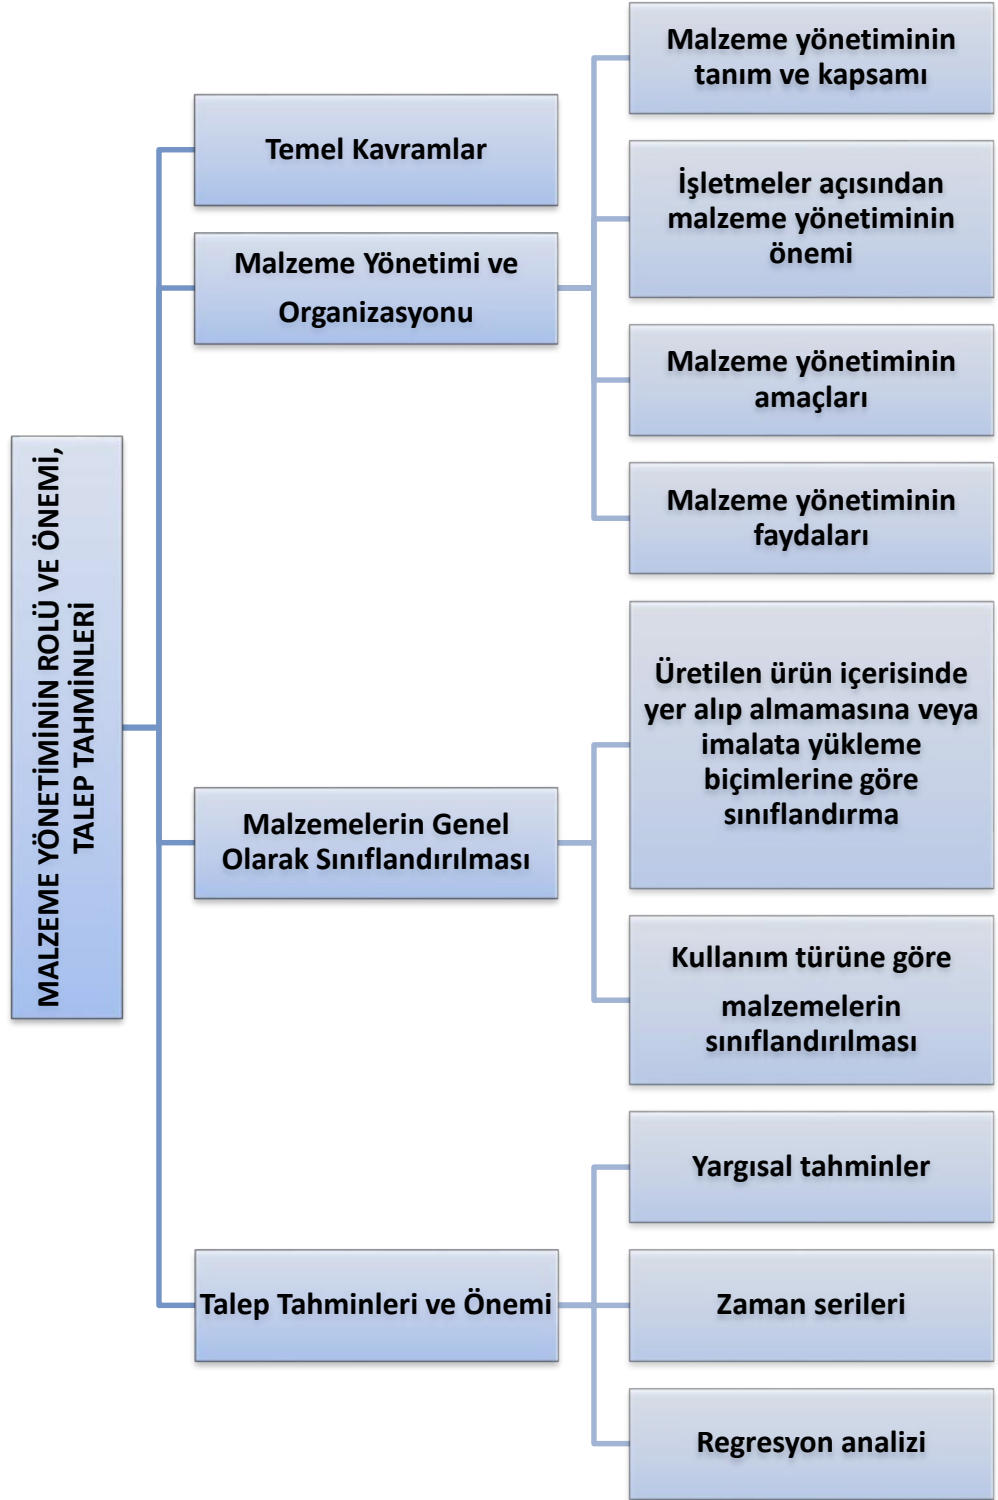 MALZEME YÖNETİMİNİN ROLÜ VE ÖNEMİ,
TALEP TAHMİNLERİ
Temel Kavramlar
Malzeme Yönetimi ve
Organizasyonu
Malzeme yönetiminin
tanım ve kapsamı
İşletmeler açısından
malzeme yönetiminin
önemi
Malzeme yönetiminin
amaçları
Malzeme yönetiminin
faydaları
Malzemelerin Genel
Olarak Sınıflandırılması
Üretilen ürün içerisinde
yer alıp almamasına veya
imalata yükleme
biçimlerine göre
sınıflandırma
Kullanım türüne göre
malzemelerin
sınıflandırılması
Talep Tahminleri ve Önemi
Yargısal tahminler
Zaman serileri
Regresyon analizi